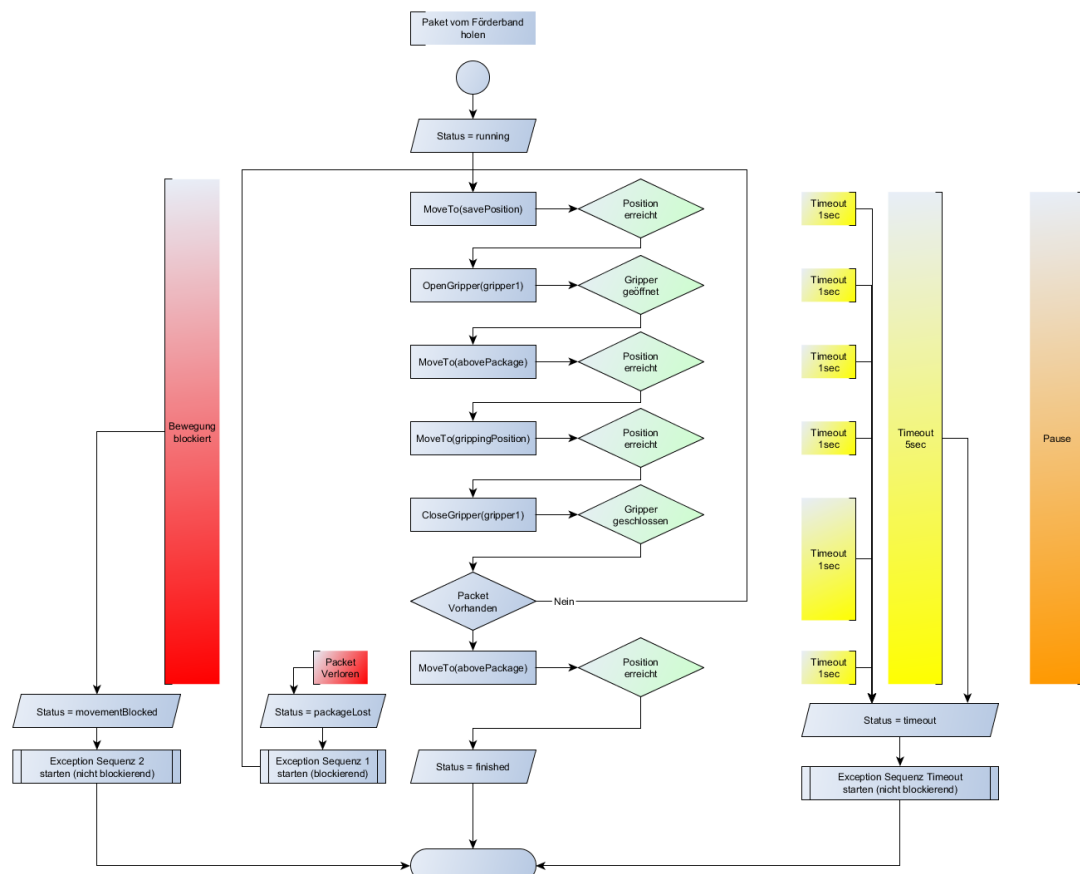 Paket vom Förderband
holen
Status = running
MoveTo(savePosition)
Position
erreicht
Timeout
1sec
OpenGripper(gripper1)
Gripper
geöffnet
Timeout
1sec
MoveTo(abovePackage)
Position
erreicht
Timeout
1sec
Bewegung
blockiert
MoveTo(grippingPosition)
Position
erreicht
Timeout
1sec
Timeout
5sec
Pause
CloseGripper(gripper1)
Gripper
geschlossen
Timeout
1sec
Packet
Vorhanden
Nein
Packet
Verloren
MoveTo(abovePackage)
Position
erreicht
Timeout
1sec
Status = movementBlocked
Status = packageLost
Status = timeout
Exception Sequenz 2
starten (nicht blockierend)
Exception Sequenz 1
starten (blockierend)
Status = finished
Exception Sequenz Timeout
starten (nicht blockierend)